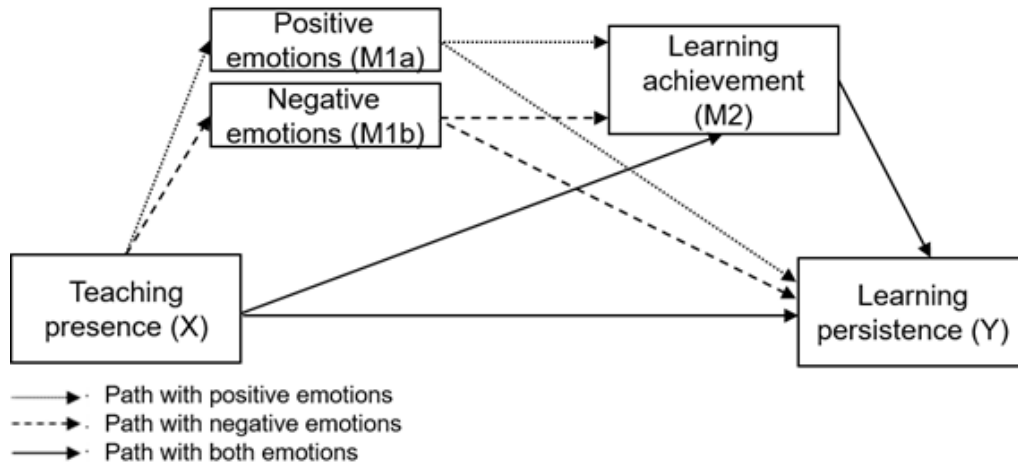 Positive
emotions (M1a)
Negative
emotions (M1b)
Learning
achievement
(M2)
Teaching
presence (X)
Learning
persistence (Y)
Path with positive emotions
Path with negative emotions
Path with both emotions